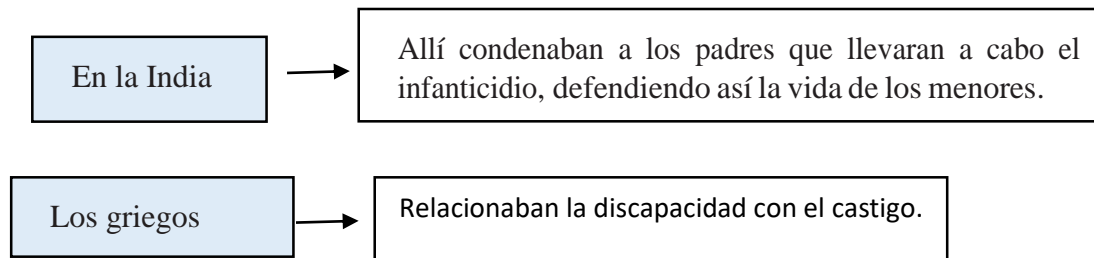 En la India
Allí condenaban a los padres que llevaran a cabo el
infanticidio, defendiendo así la vida de los menores.
Los griegos
Relacionaban la discapacidad con el castigo.